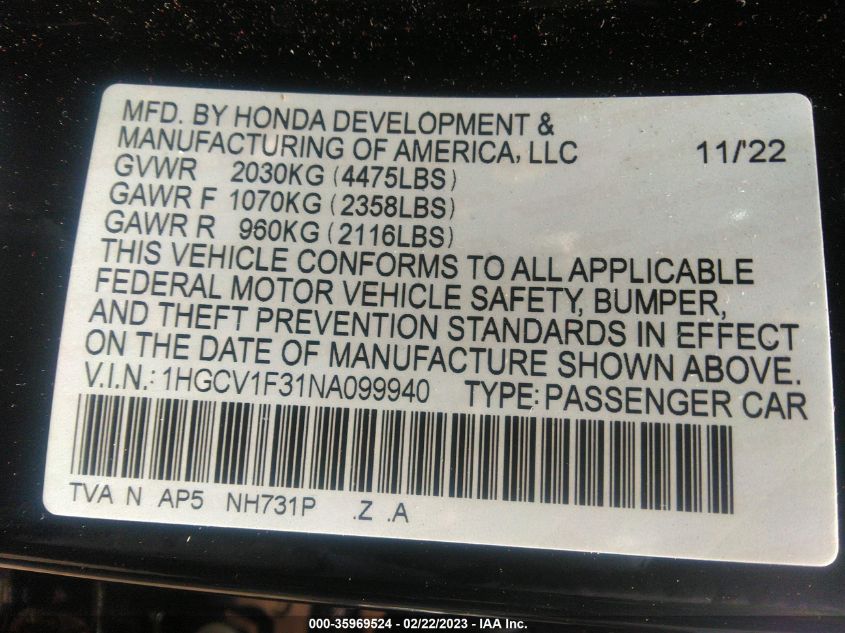 MFD. BY HONDA DEVELOPMENT &
MANUFACTURING OF AMERICA, LLC 11/'22
GVWR 2030KG (4475LBS)
GAWR F 1070KG (2358LBS)
GAWR R 960KG (2116LBS)
THIS VEHICLE CONFORMS TO ALL APPLICABLE
FEDERAL MOTOR VEHICLE SAFETY, BUMPER,
AND THEFT PREVENTION STANDARDS IN EFFECT
ON THE DATE OF MANUFACTURE SHOWN ABOVE.
V.I.N.: 1HGCV1F31NA099940 TYPE: PASSENGER CAR
TVA N AP5 NH731P .Z .A
000-35969524 - 02/22/2023 - IAA Inc.